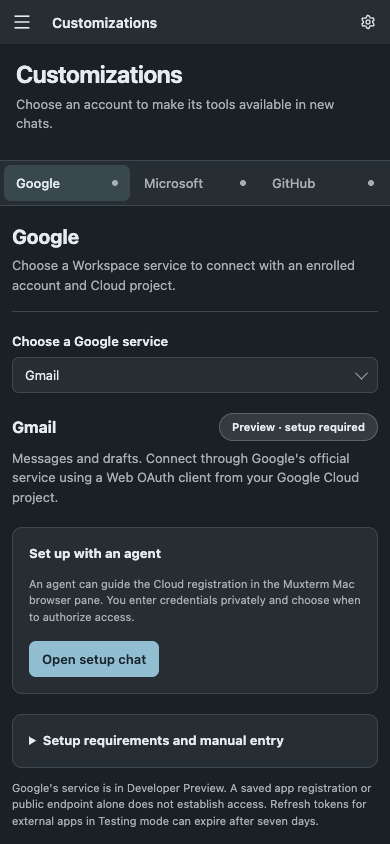 Customizations
Customizations
Choose an account to make its tools available in new
chats.
Google
Microsoft
GitHub
Google
Choose a Workspace service to connect with an enrolled
account and Cloud project.
Choose a Google service
Gmail
Gmail
Preview · setup required
Messages and drafts. Connect through Google's official
service using a Web OAuth client from your Google Cloud
project.
Set up with an agent
An agent can guide the Cloud registration in the Muxterm Mac
browser pane. You enter credentials privately and choose when
to authorize access.
Open setup chat
Setup requirements and manual entry
Google's service is in Developer Preview. A saved app registration or
public endpoint alone does not establish access. Refresh tokens for
external apps in Testing mode can expire after seven days.